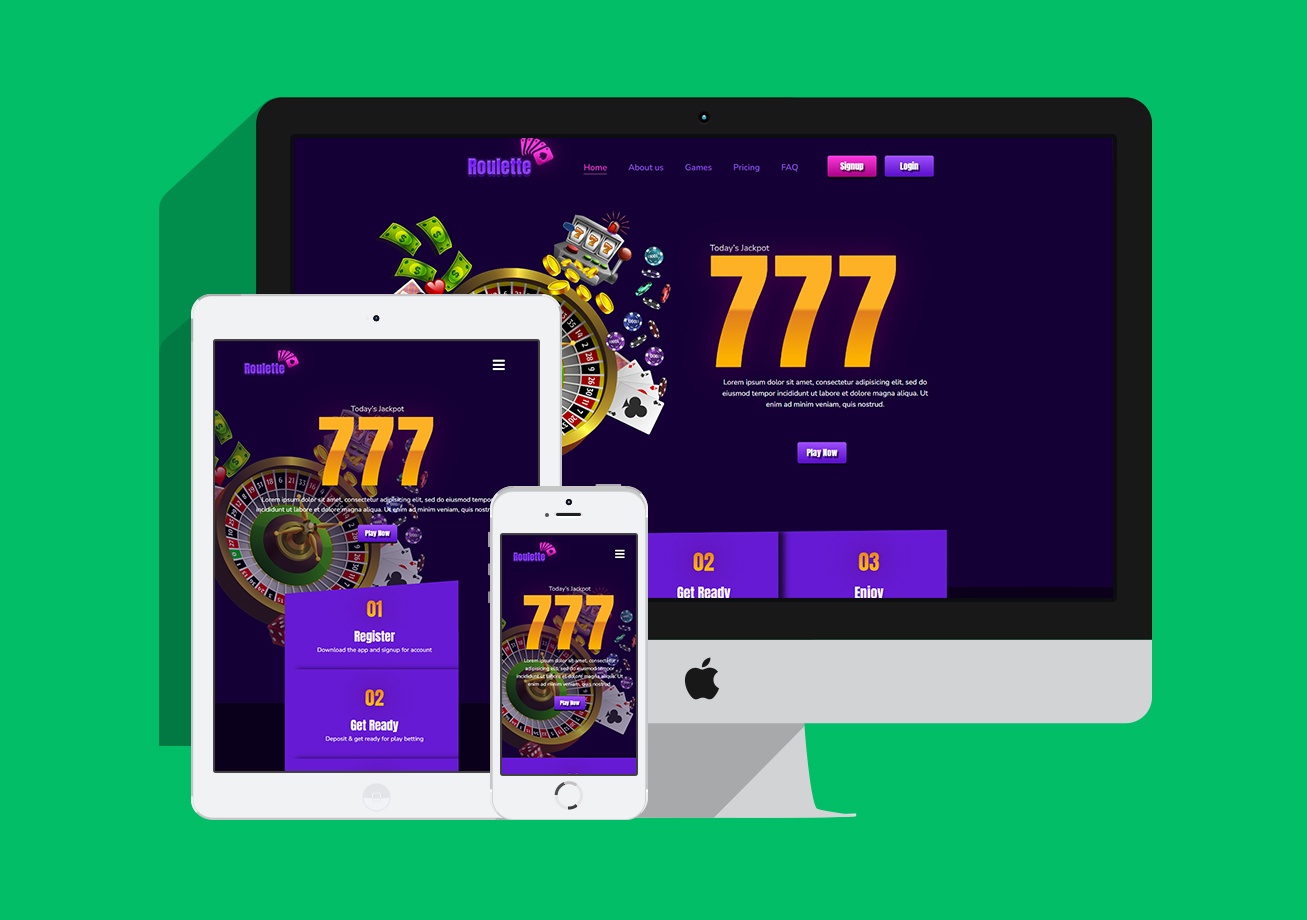 Roulette
Home About us Games Pricing FAQ Signup Login
Today's Jackpot
777
Lorem ipsum dolor sit amet, consectetur adipisicing elit, sed do
eiusmod tempor incididunt ut labore et dolore magna aliqua. Ut
enim ad minim veniam, quis nostrud.
Play Now
02
Get Ready
03
Enjoy
Roulette
Today's Jackpot
777
Lorem ipsum dolor sit amet, consectetur adipisicing elit, sed do eiusmod tempor
incididunt ut labore et dolore magna aliqua. Ut enim ad minim veniam, quis
Play Now
01
Register
Download the app and signup for account
02
Get Ready
Deposit & get ready for play betting
Roulette
Today's Jackpot
777
Lorem ipsum dolor sit amet, consectetur
adipisicing elit, sed do eiusmod tempor
incididunt ut labore et dolore magna aliqua. Ut
enim ad minim veniam, quis nostrud.
Play Now